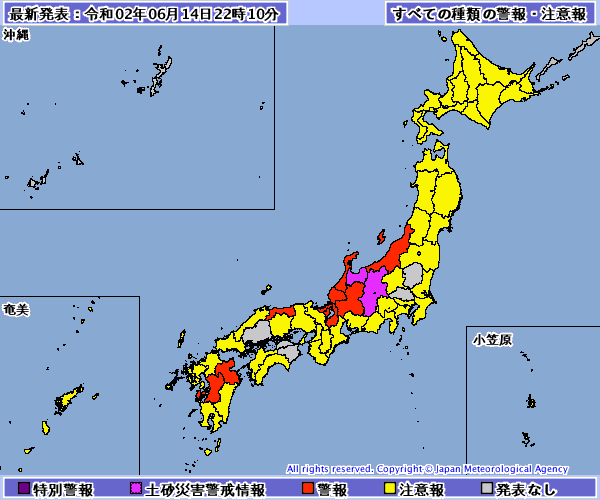 最新発表：令和02年06月14日22時10分
すべての種類の警報・注意報
沖縄
奄美
小笠原
All rights reserved. Copyright © Japan Meteorological Agency
特別警報 土砂災害警戒情報 警報 注意報 発表なし